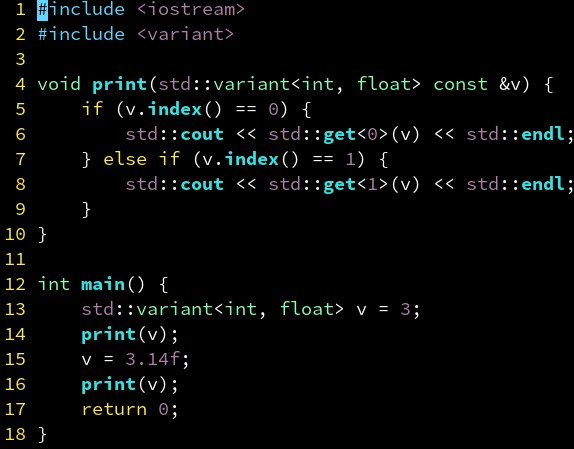 1 #include <iostream>
2 #include <variant>
3
4 void print(std::variant<int, float> const &v) {
5     if (v.index() == 0) {
6         std::cout << std::get<0>(v) << std::endl;
7     } else if (v.index() == 1) {
8         std::cout << std::get<1>(v) << std::endl;
9     }
10 }
11
12 int main() {
13     std::variant<int, float> v = 3;
14     print(v);
15     v = 3.14f;
16     print(v);
17     return 0;
18 }